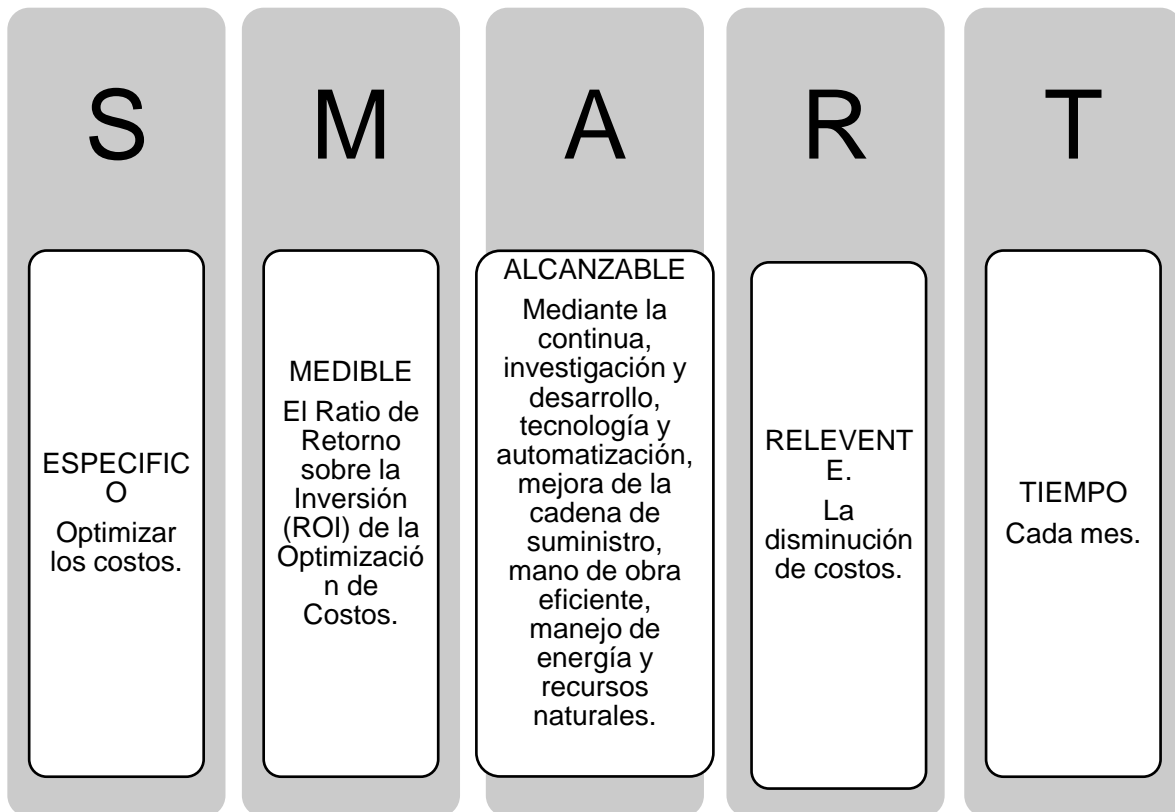 S
M
A
R
T
ESPECIFIC
O
Optimizar
los costos.
MEDIBLE
El Ratio de
Retorno
sobre la
Inversión
(ROI) de la
Optimizació
n de
Costos.
ALCANZABLE
Mediante la
continua,
investigación y
desarrollo,
tecnología y
automatización,
mejora de la
cadena de
suministro,
mano de obra
eficiente,
manejo de
energía y
recursos
naturales.
RELEVENT
E.
La
disminución
de costos.
TIEMPO
Cada mes.